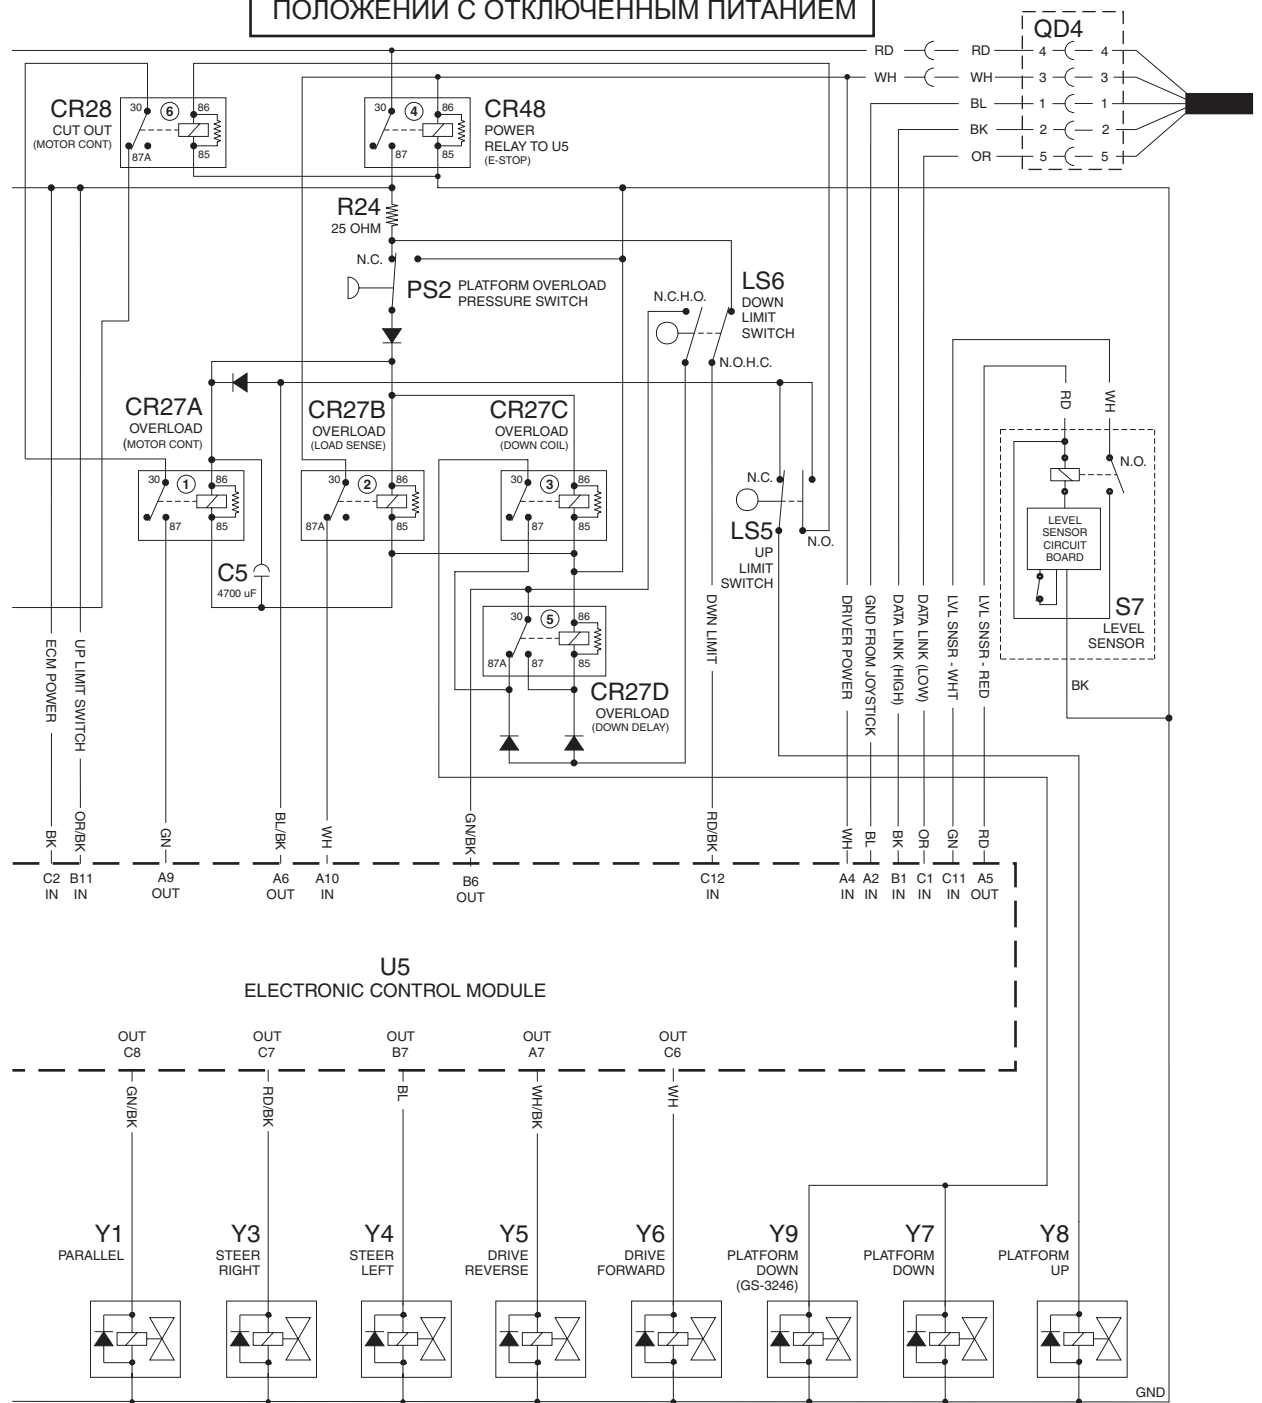 ПОЛОЖЕНИИ С ОТКЛЮЧЕННЫМ ПИТАНИЕМ
QD4
RD RD 4 4
WH WH 3 3
BL 1 1
BK 2 2
OR 5 5
CR28
CUT OUT
(MOTOR CONT)
30 6 86
87A 85
30 4 86
87 85
CR48
POWER
RELAY TO U5
(E-STOP)
R24
25 OHM
N.C.
PS2
PLATFORM OVERLOAD
PRESSURE SWITCH
N.C.H.O.
LS6
DOWN
LIMIT
SWITCH
N.O.H.C.
CR27A
OVERLOAD
(MOTOR CONT)
30 1 86
87 85
C5
4700 uF
CR27B
OVERLOAD
(LOAD SENSE)
30 2 86
87A 85
CR27C
OVERLOAD
(DOWN COIL)
30 3 86
87 85
30 5 86
87A 87 85
CR27D
OVERLOAD
(DOWN DELAY)
N.C.
LS5
N.O.
UP
LIMIT
SWITCH
RD
WH
N.O.
LEVEL
SENSOR
CIRCUIT
BOARD
S7
LEVEL
SENSOR
BK
ECM POWER
UP LIMIT SWITCH
DWN LIMIT
DRIVER POWER
GND FROM JOYSTICK
DATA LINK (HIGH)
DATA LINK (LOW)
LVL SNSR - WHT
LVL SNSR - RED
BK
OR/BK
GN
BL/BK
WH
GN/BK
RD/BK
WH
BL
BK
OR
GN
RD
C2 B11 A9 A6 A10 B6 C12 A4 A2 B1 C1 C11 A5
IN IN OUT OUT IN OUT IN IN IN IN IN IN OUT
U5
ELECTRONIC CONTROL MODULE
OUT OUT OUT OUT OUT
C8 C7 B7 A7 C6
GN/BK
RD/BK
BL
WH/BK
WH
Y1
PARALLEL
Y3
STEER
RIGHT
Y4
STEER
LEFT
Y5
DRIVE
REVERSE
Y6
DRIVE
FORWARD
Y9
PLATFORM
DOWN
(GS-3246)
Y7
PLATFORM
DOWN
Y8
PLATFORM
UP
GND